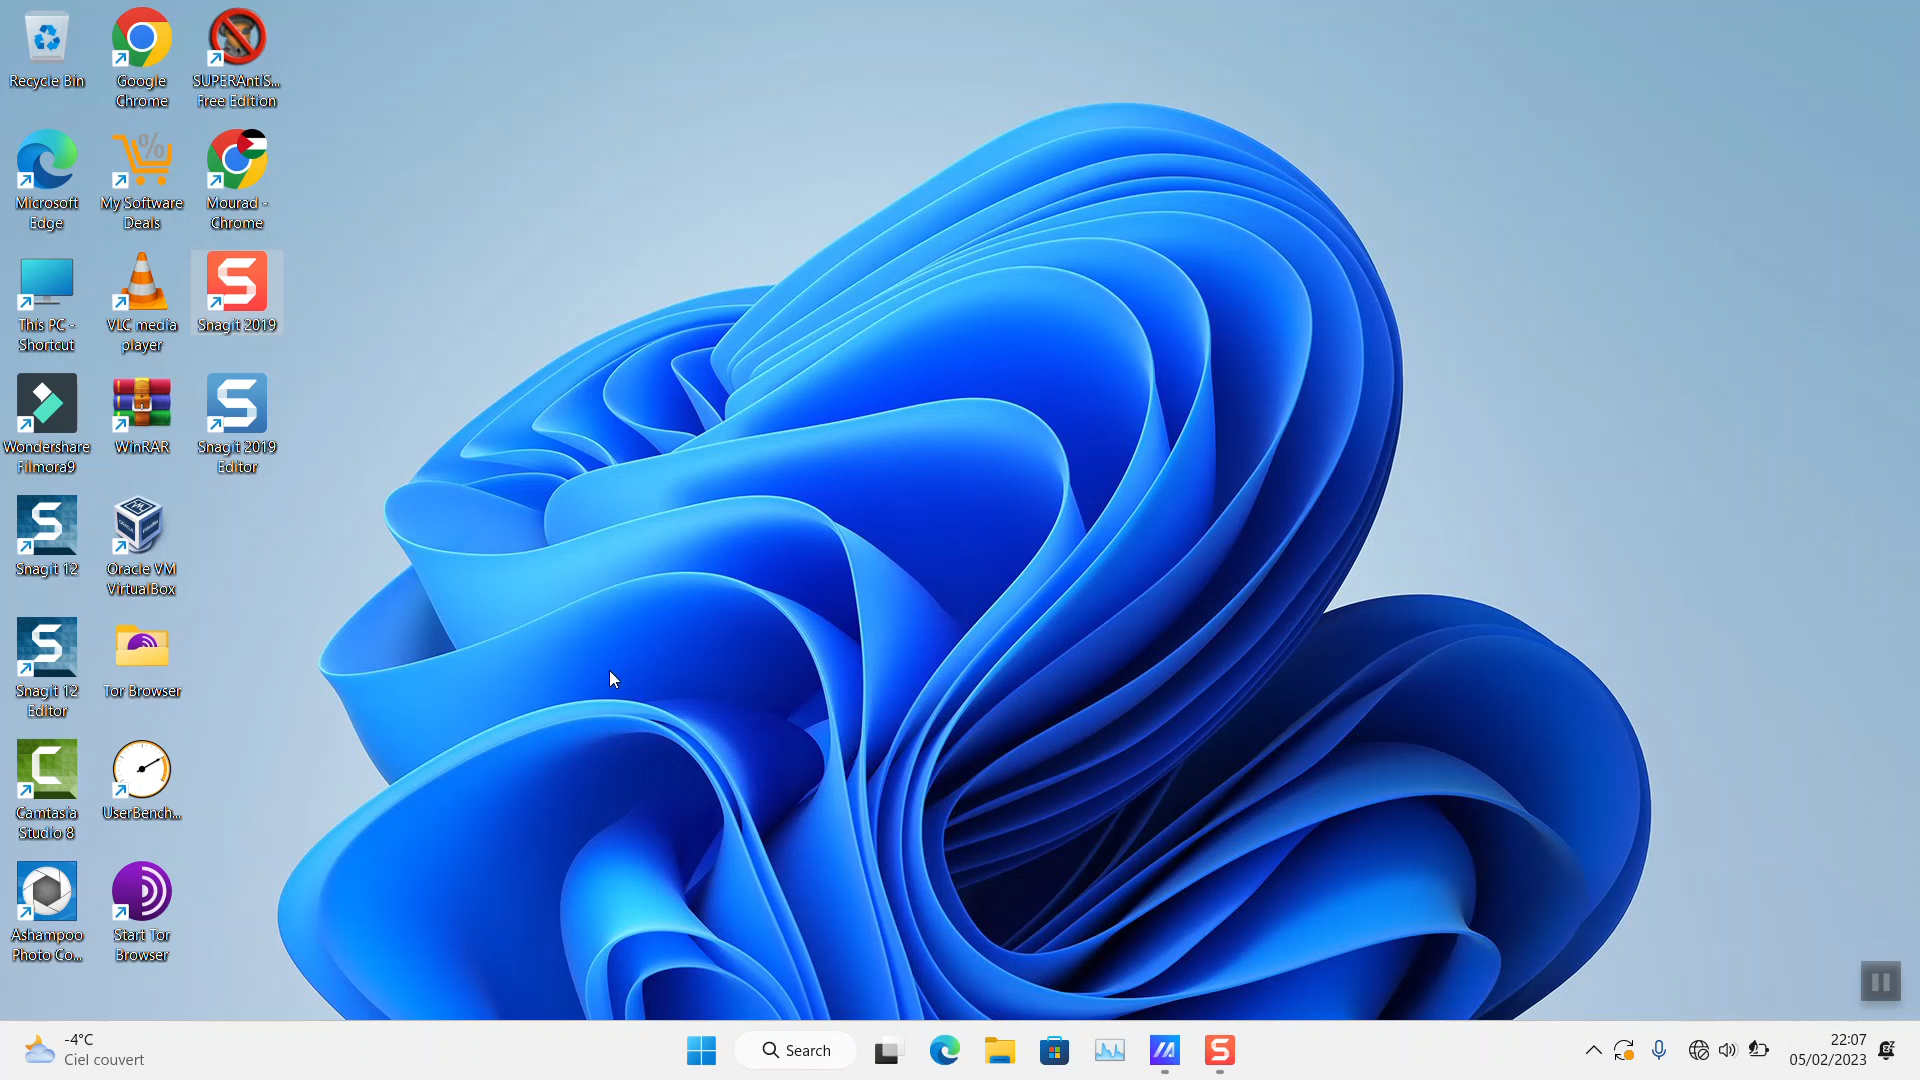 Recycle Bin
Google
Chrome
SUPERAntiS...
Free Edition
Microsoft
Edge
My Software
Deals
Mourad -
Chrome
This PC -
Shortcut
VLC media
player
Snagit 2019
Wondershare
Filmora9
WinRAR
Snagit 2019
Editor
Snagit 12
Oracle VM
VirtualBox
Snagit 12
Editor
Tor Browser
Camtasia
Studio 8
UserBench...
Ashampoo
Photo Co...
Start Tor
Browser
-4°C
Ciel couvert
Search
22:07
05/02/2023